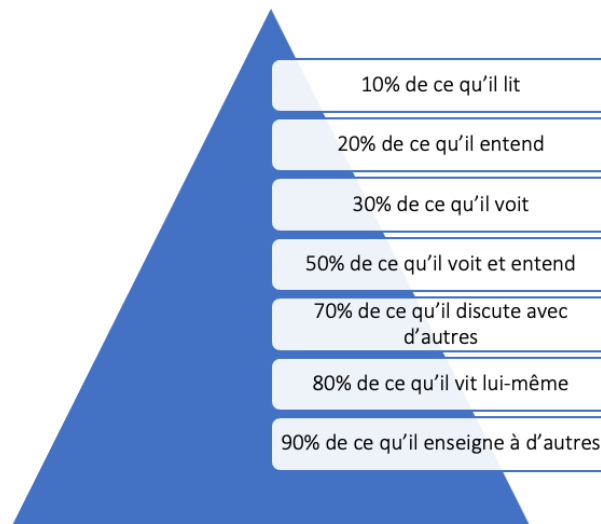 10% de ce qu’il lit
20% de ce qu’il entend
30% de ce qu’il voit
50% de ce qu’il voit et entend
70% de ce qu’il discute avec
d’autres
80% de ce qu’il vit lui-même
90% de ce qu’il enseigne à d’autres